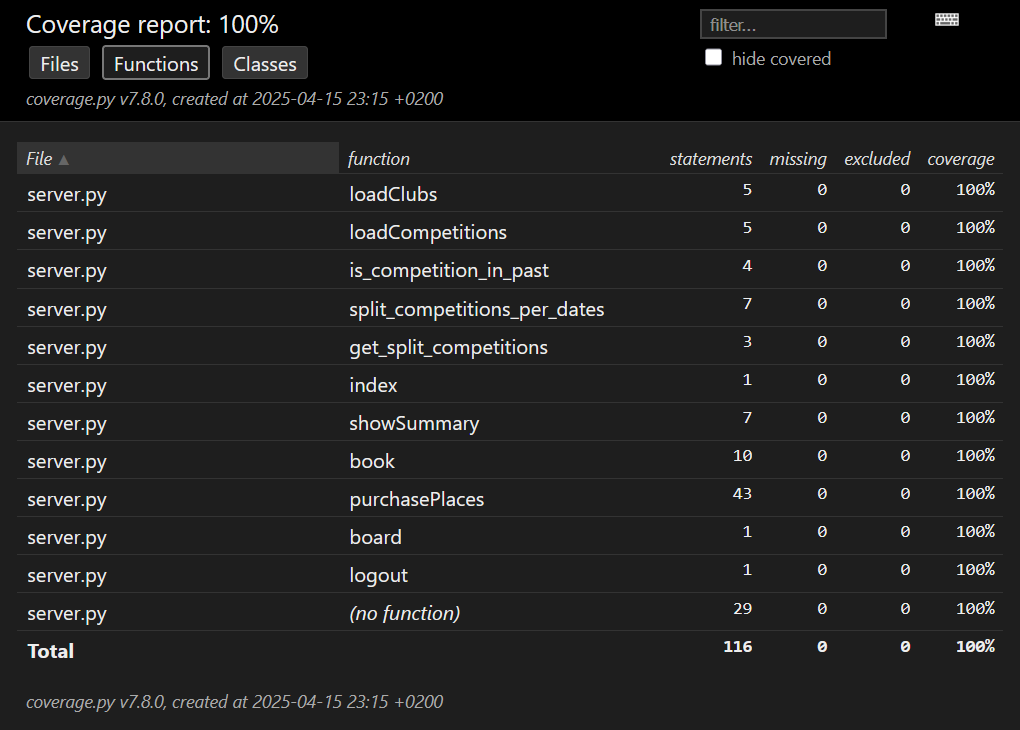 Coverage report: 100%
filter...
Files Functions Classes
hide covered
coverage.py v7.8.0, created at 2025-04-15 23:15 +0200
File ▲ function statements missing excluded coverage
server.py loadClubs 5 0 0 100%
server.py loadCompetitions 5 0 0 100%
server.py is_competition_in_past 4 0 0 100%
server.py split_competitions_per_dates 7 0 0 100%
server.py get_split_competitions 3 0 0 100%
server.py index 1 0 0 100%
server.py showSummary 7 0 0 100%
server.py book 10 0 0 100%
server.py purchasePlaces 43 0 0 100%
server.py board 1 0 0 100%
server.py logout 1 0 0 100%
server.py (no function) 29 0 0 100%
Total 116 0 0 100%
coverage.py v7.8.0, created at 2025-04-15 23:15 +0200